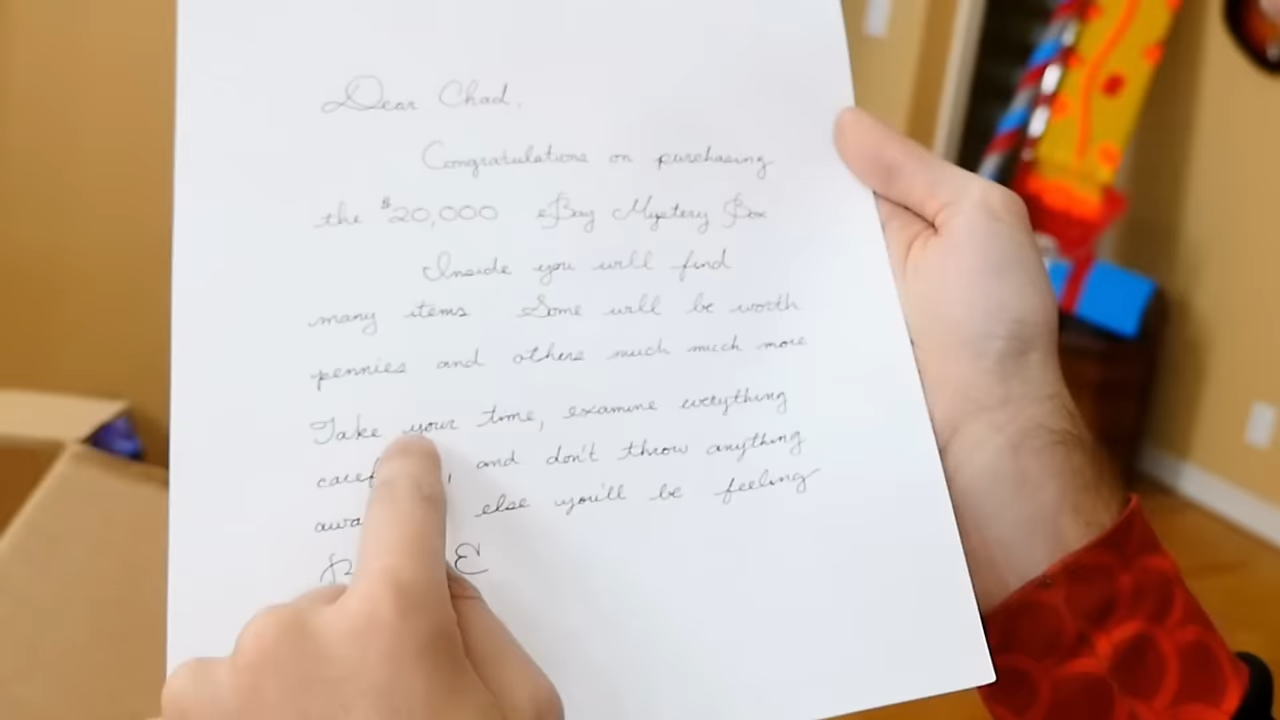 Dear Chad,
Congratulations on purchasing
the $20,000 eBay Mystery Box
Inside you will find
many items Some will be worth
pennies and others much much more
Take your time, examine everything
and don't throw anything
else you'll be feeling
E